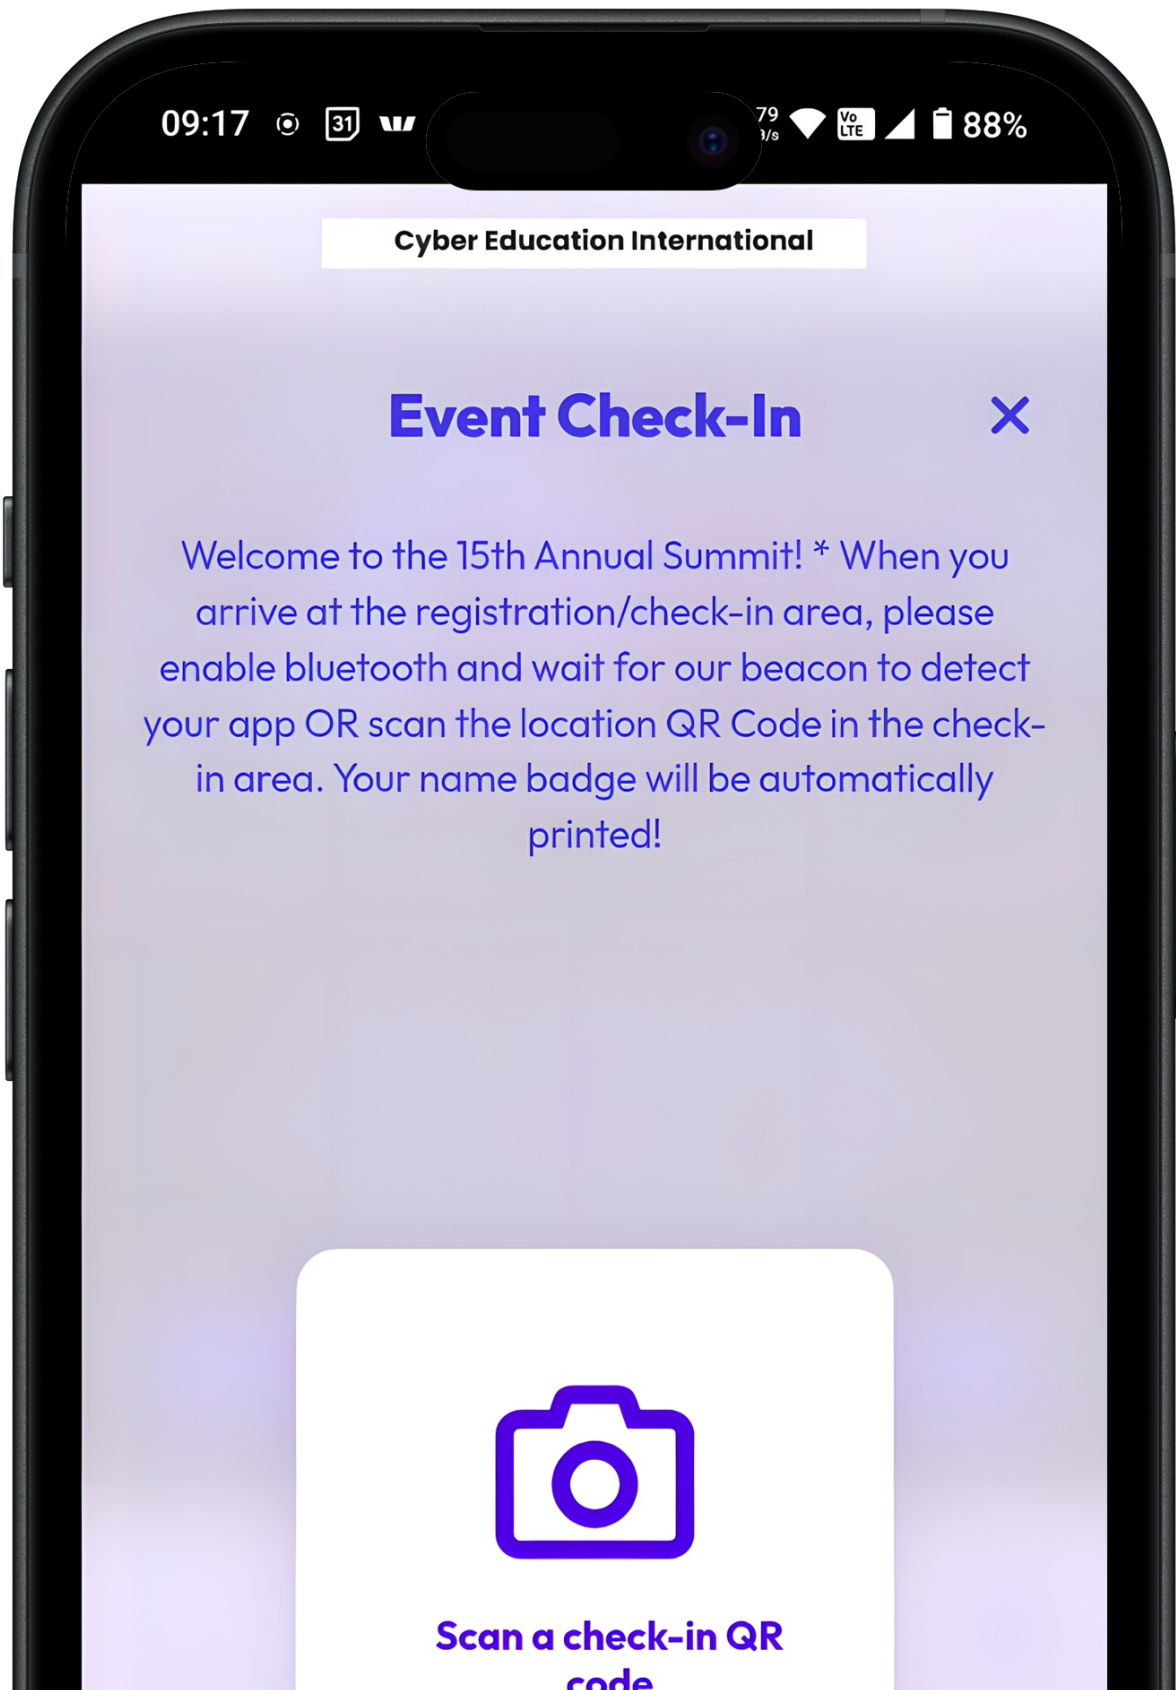 09:17 31 79 Vo LTE 88%
Cyber Education International
Event Check-In
Welcome to the 15th Annual Summit! * When you
arrive at the registration/check-in area, please
enable bluetooth and wait for our beacon to detect
your app OR scan the location QR Code in the check-
in area. Your name badge will be automatically
printed!
Scan a check-in QR
code